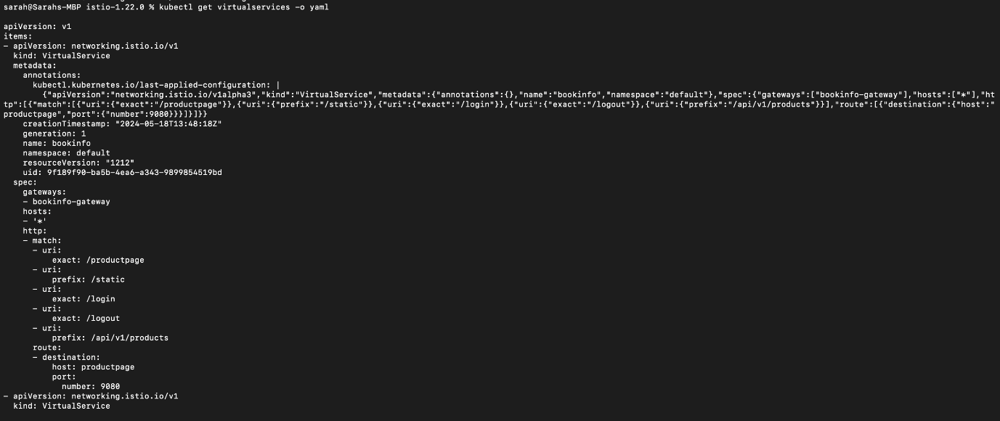 sarah@Sarahs-MBP istio-1.22.0 % kubectl get virtualservices -o yaml
apiVersion: v1
items:
- apiVersion: networking.istio.io/v1
  kind: VirtualService
  metadata:
    annotations:
      kubectl.kubernetes.io/last-applied-configuration: |
        {"apiVersion":"networking.istio.io/v1alpha3","kind":"VirtualService","metadata":{"annotations":{},"name":"bookinfo","namespace":"default"},"spec":{"gateways":["bookinfo-gateway"],"hosts":["*"],"ht
tp":[{"match":[{"uri":{"exact":"/productpage"}},{"uri":{"prefix":"/static"}},{"uri":{"exact":"/login"}},{"uri":{"exact":"/logout"}},{"uri":{"prefix":"/api/v1/products"}}],"route":[{"destination":{"host":"
productpage","port":{"number":9080}}}]}]}}
    creationTimestamp: "2024-05-18T13:48:18Z"
    generation: 1
    name: bookinfo
    namespace: default
    resourceVersion: "1212"
    uid: 9f189f90-ba5b-4ea6-a343-9899854519bd
  spec:
    gateways:
    - bookinfo-gateway
    hosts:
    - '*'
    http:
    - match:
      - uri:
          exact: /productpage
      - uri:
          prefix: /static
      - uri:
          exact: /login
      - uri:
          exact: /logout
      - uri:
          prefix: /api/v1/products
      route:
      - destination:
          host: productpage
          port:
            number: 9080
- apiVersion: networking.istio.io/v1
  kind: VirtualService